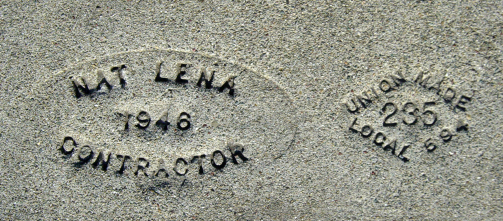 NAT LENA
1946
CONTRACTOR
UNION MADE
235
LOCAL 594